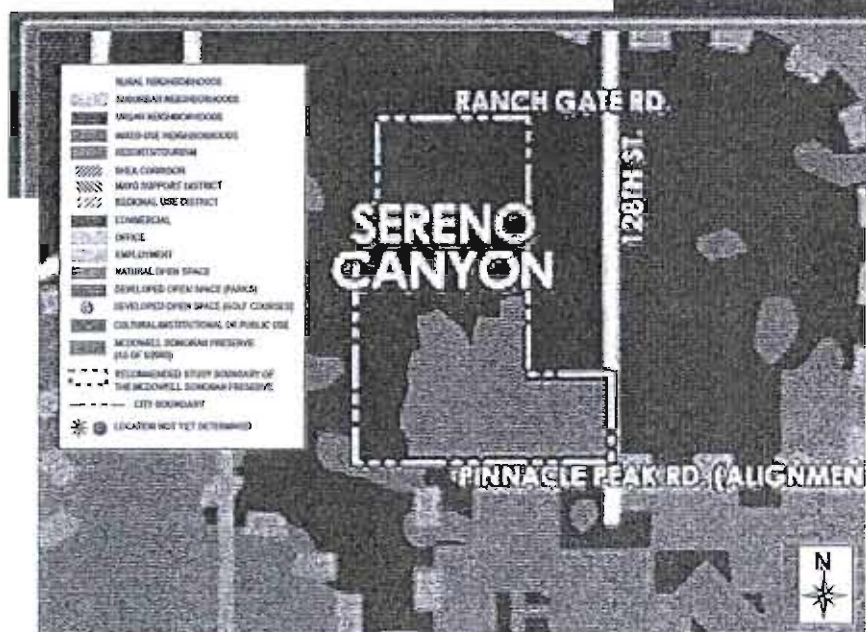 RURAL NEIGHBORHOODS
SUBURBAN NEIGHBORHOODS
URBAN NEIGHBORHOODS
MIXED-USE NEIGHBORHOODS
RESORTS/TOURISM
SHEA CORRIDOR
MAYO SUPPORT DISTRICT
REGIONAL USE DISTRICT
COMMERCIAL
OFFICE
EMPLOYMENT
NATURAL OPEN SPACE
DEVELOPED OPEN SPACE (PARKS)
DEVELOPED OPEN SPACE (GOLF COURSES)
CULTURAL/INSTITUTIONAL OR PUBLIC USE
MCDOWELL SONORAN PRESERVE
RECOMMENDED STUDY BOUNDARY OF
THE MCDOWELL SONORAN PRESERVE
CITY BOUNDARY
LOCATION NOT YET DETERMINED
RANCH GATE RD.
128TH ST.
SERENO
CANYON
PINNACLE PEAK RD. (ALIGNMEN
N